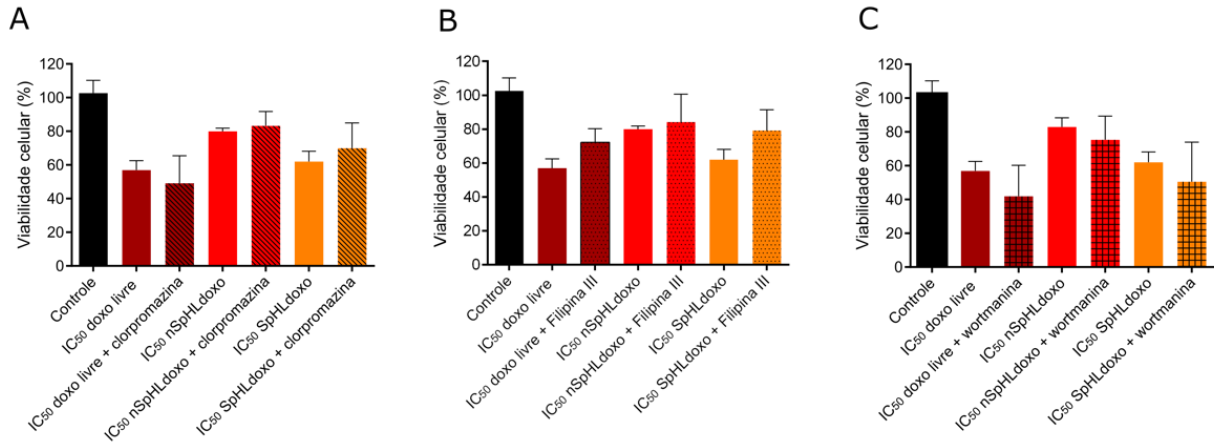 A
Viabilidade celular (%)
120
100
80
60
40
20
0
Controle
IC₅₀ doxo livre
IC₅₀ doxo livre + clorpromazina
IC₅₀ nSpHLdoxo
IC₅₀ nSpHLdoxo + clorpromazina
IC₅₀ SpHLdoxo
IC₅₀ SpHLdoxo + clorpromazina
B
Viabilidade celular (%)
120
100
80
60
40
20
0
Controle
IC₅₀ doxo livre
IC₅₀ doxo livre + Filipina III
IC₅₀ nSpHLdoxo
IC₅₀ nSpHLdoxo + Filipina III
IC₅₀ SpHLdoxo
IC₅₀ SpHLdoxo + Filipina III
C
Viabilidade celular (%)
120
100
80
60
40
20
0
Controle
IC₅₀ doxo livre
IC₅₀ doxo livre + wortmanina
IC₅₀ nSpHLdoxo
IC₅₀ nSpHLdoxo + wortmanina
IC₅₀ SpHLdoxo
IC₅₀ SpHLdoxo + wortmanina